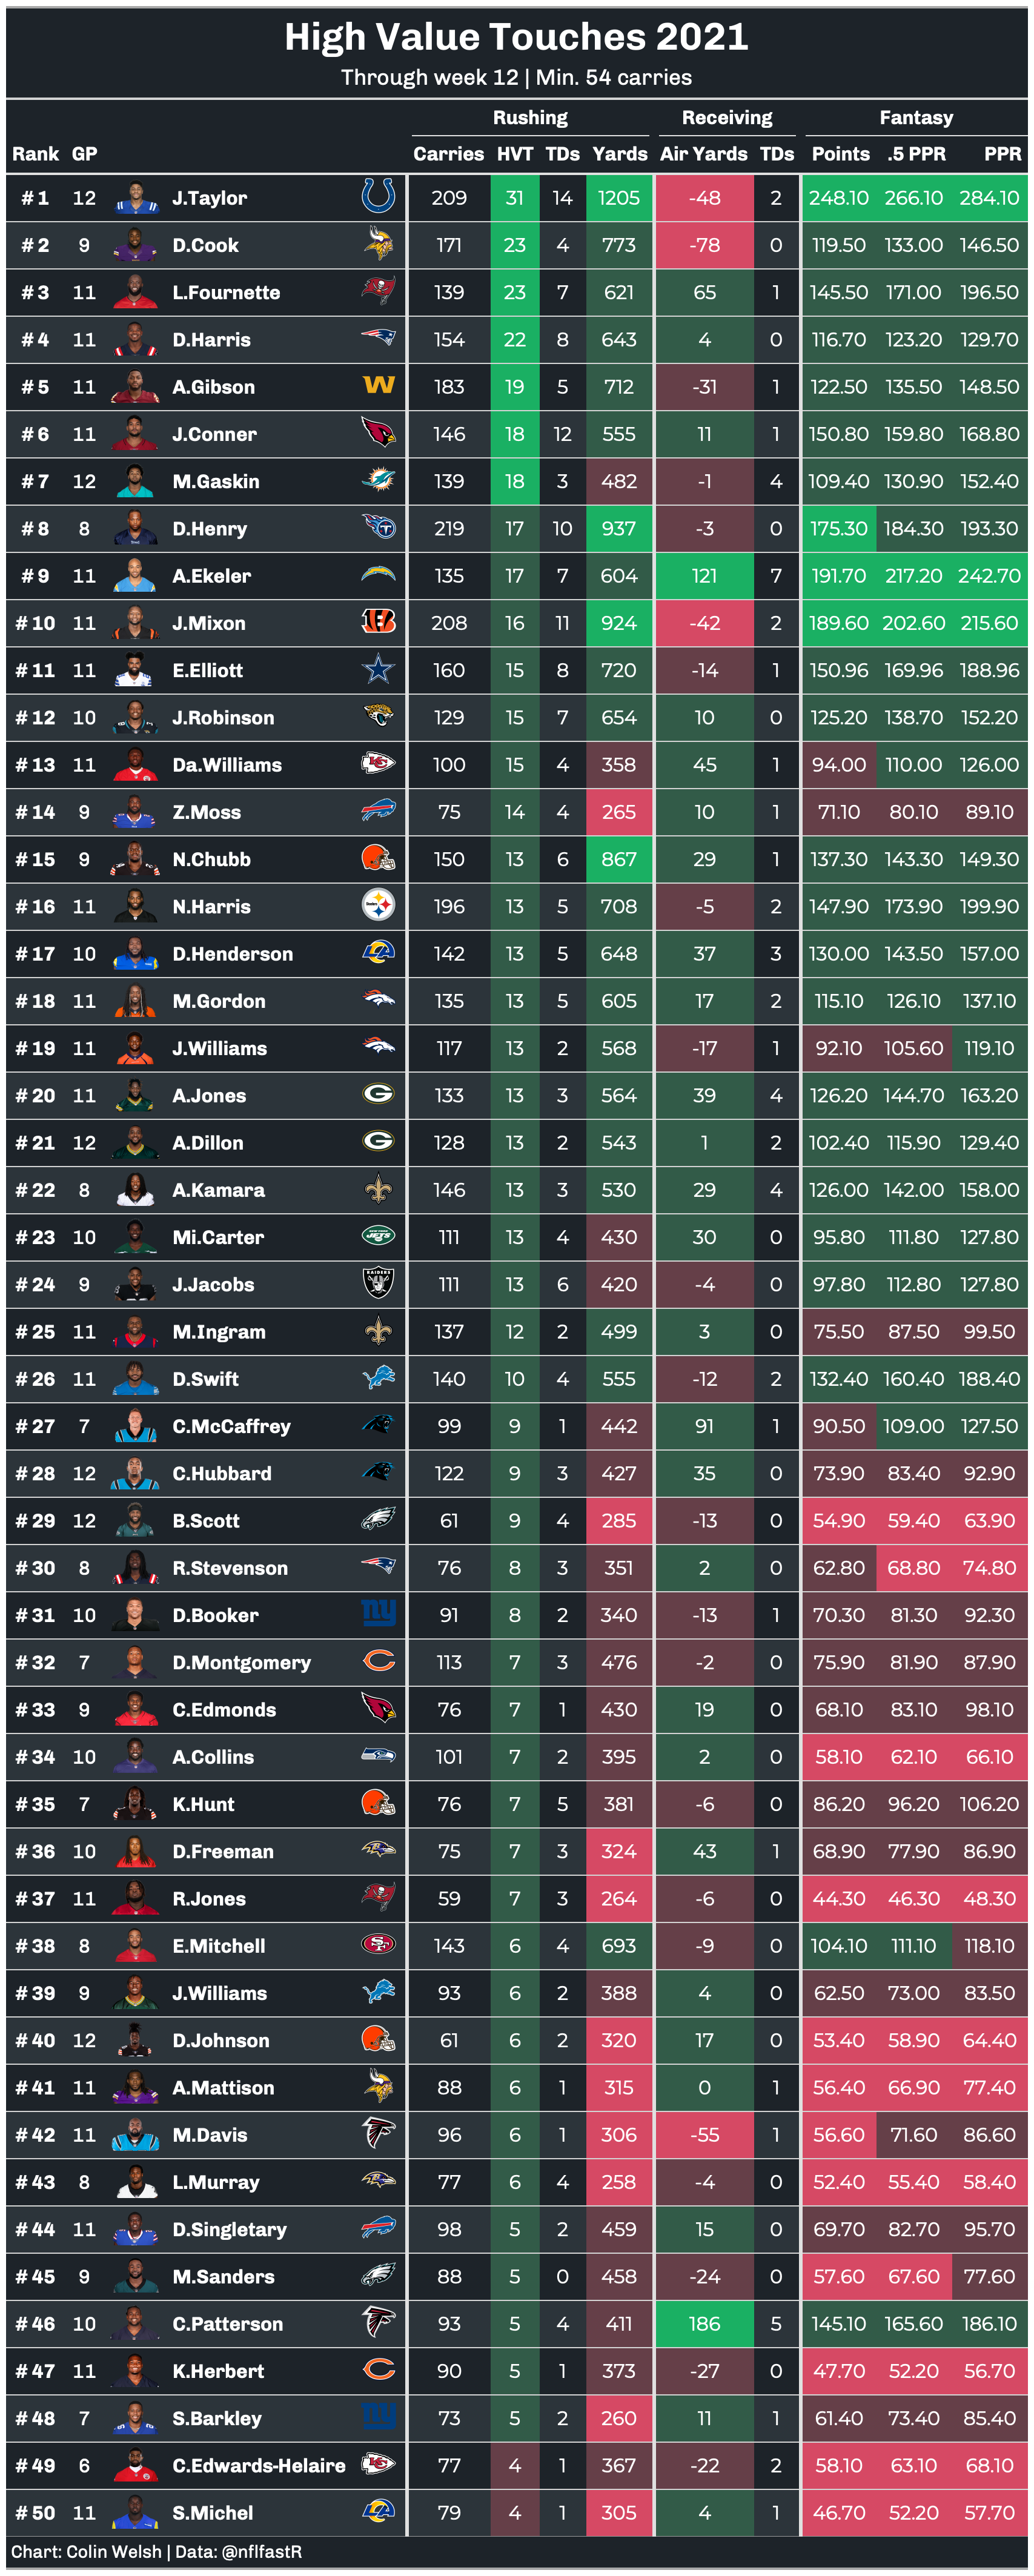 High Value Touches 2021
Through week 12 | Min. 54 carries
Rushing Receiving Fantasy
Rank GP Carries HVT TDs Yards Air Yards TDs Points .5 PPR PPR
# 1 12 J.Taylor 209 31 14 1205 -48 2 248.10 266.10 284.10
# 2 9 D.Cook 171 23 4 773 -78 0 119.50 133.00 146.50
# 3 11 L.Fournette 139 23 7 621 65 1 145.50 171.00 196.50
# 4 11 D.Harris 154 22 8 643 4 0 116.70 123.20 129.70
# 5 11 A.Gibson W 183 19 5 712 -31 1 122.50 135.50 148.50
# 6 11 J.Conner 146 18 12 555 11 1 150.80 159.80 168.80
# 7 12 M.Gaskin 139 18 3 482 -1 4 109.40 130.90 152.40
# 8 8 D.Henry 219 17 10 937 -3 0 175.30 184.30 193.30
# 9 11 A.Ekeler 135 17 7 604 121 7 191.70 217.20 242.70
# 10 11 J.Mixon 208 16 11 924 -42 2 189.60 202.60 215.60
# 11 11 E.Elliott 160 15 8 720 -14 1 150.96 169.96 188.96
# 12 10 J.Robinson 129 15 7 654 10 0 125.20 138.70 152.20
# 13 11 Da.Williams KC 100 15 4 358 45 1 94.00 110.00 126.00
# 14 9 Z.Moss 75 14 4 265 10 1 71.10 80.10 89.10
# 15 9 N.Chubb 150 13 6 867 29 1 137.30 143.30 149.30
# 16 11 N.Harris 196 13 5 708 -5 2 147.90 173.90 199.90
# 17 10 D.Henderson LA 142 13 5 648 37 3 130.00 143.50 157.00
# 18 11 M.Gordon 135 13 5 605 17 2 115.10 126.10 137.10
# 19 11 J.Williams 117 13 2 568 -17 1 92.10 105.60 119.10
# 20 11 A.Jones G 133 13 3 564 39 4 126.20 144.70 163.20
# 21 12 A.Dillon G 128 13 2 543 1 2 102.40 115.90 129.40
# 22 8 A.Kamara 146 13 3 530 29 4 126.00 142.00 158.00
# 23 10 Mi.Carter JETS 111 13 4 430 30 0 95.80 111.80 127.80
# 24 9 J.Jacobs RAIDERS 111 13 6 420 -4 0 97.80 112.80 127.80
# 25 11 M.Ingram 137 12 2 499 3 0 75.50 87.50 99.50
# 26 11 D.Swift 140 10 4 555 -12 2 132.40 160.40 188.40
# 27 7 C.McCaffrey 99 9 1 442 91 1 90.50 109.00 127.50
# 28 12 C.Hubbard 122 9 3 427 35 0 73.90 83.40 92.90
# 29 12 B.Scott 61 9 4 285 -13 0 54.90 59.40 63.90
# 30 8 R.Stevenson 76 8 3 351 2 0 62.80 68.80 74.80
# 31 10 D.Booker ny 91 8 2 340 -13 1 70.30 81.30 92.30
# 32 7 D.Montgomery C 113 7 3 476 -2 0 75.90 81.90 87.90
# 33 9 C.Edmonds 76 7 1 430 19 0 68.10 83.10 98.10
# 34 10 A.Collins 101 7 2 395 2 0 58.10 62.10 66.10
# 35 7 K.Hunt 76 7 5 381 -6 0 86.20 96.20 106.20
# 36 10 D.Freeman 75 7 3 324 43 1 68.90 77.90 86.90
# 37 11 R.Jones 59 7 3 264 -6 0 44.30 46.30 48.30
# 38 8 E.Mitchell SF 143 6 4 693 -9 0 104.10 111.10 118.10
# 39 9 J.Williams 93 6 2 388 4 0 62.50 73.00 83.50
# 40 12 D.Johnson 61 6 2 320 17 0 53.40 58.90 64.40
# 41 11 A.Mattison 88 6 1 315 0 1 56.40 66.90 77.40
# 42 11 M.Davis 96 6 1 306 -55 1 56.60 71.60 86.60
# 43 8 L.Murray 77 6 4 258 -4 0 52.40 55.40 58.40
# 44 11 D.Singletary 98 5 2 459 15 0 69.70 82.70 95.70
# 45 9 M.Sanders 88 5 0 458 -24 0 57.60 67.60 77.60
# 46 10 C.Patterson 93 5 4 411 186 5 145.10 165.60 186.10
# 47 11 K.Herbert C 90 5 1 373 -27 0 47.70 52.20 56.70
# 48 7 S.Barkley ny 73 5 2 260 11 1 61.40 73.40 85.40
# 49 6 C.Edwards-Helaire KC 77 4 1 367 -22 2 58.10 63.10 68.10
# 50 11 S.Michel LA 79 4 1 305 4 1 46.70 52.20 57.70
Chart: Colin Welsh | Data: @nflfastR